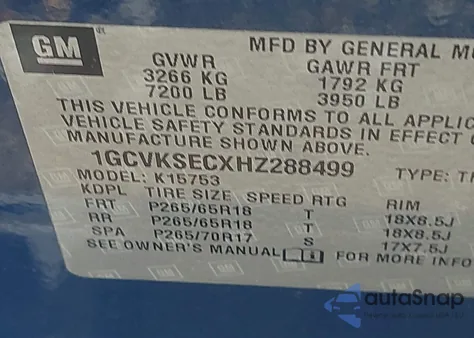 GM
MFD BY GENERAL
GVWR GAWR FRT
3266 KG 1792 KG
7200 LB 3950 LB
THIS VEHICLE CONFORMS TO ALL
VEHICLE SAFETY STANDARDS IN EFFECT
MANUFACTURE SHOWN ABOVE.
1GCVKSECXHZ288499 TYPE:
MODEL: K15753
KDPL TIRE SIZE SPEED RTG RIM
FRT P265/65R18 T 18X8.5J
RR P265/65R18 T 18X8.5J
SPA P265/70R17 S 17X7.5J
SEE OWNER'S MANUAL FOR MORE INFO
autoSnap